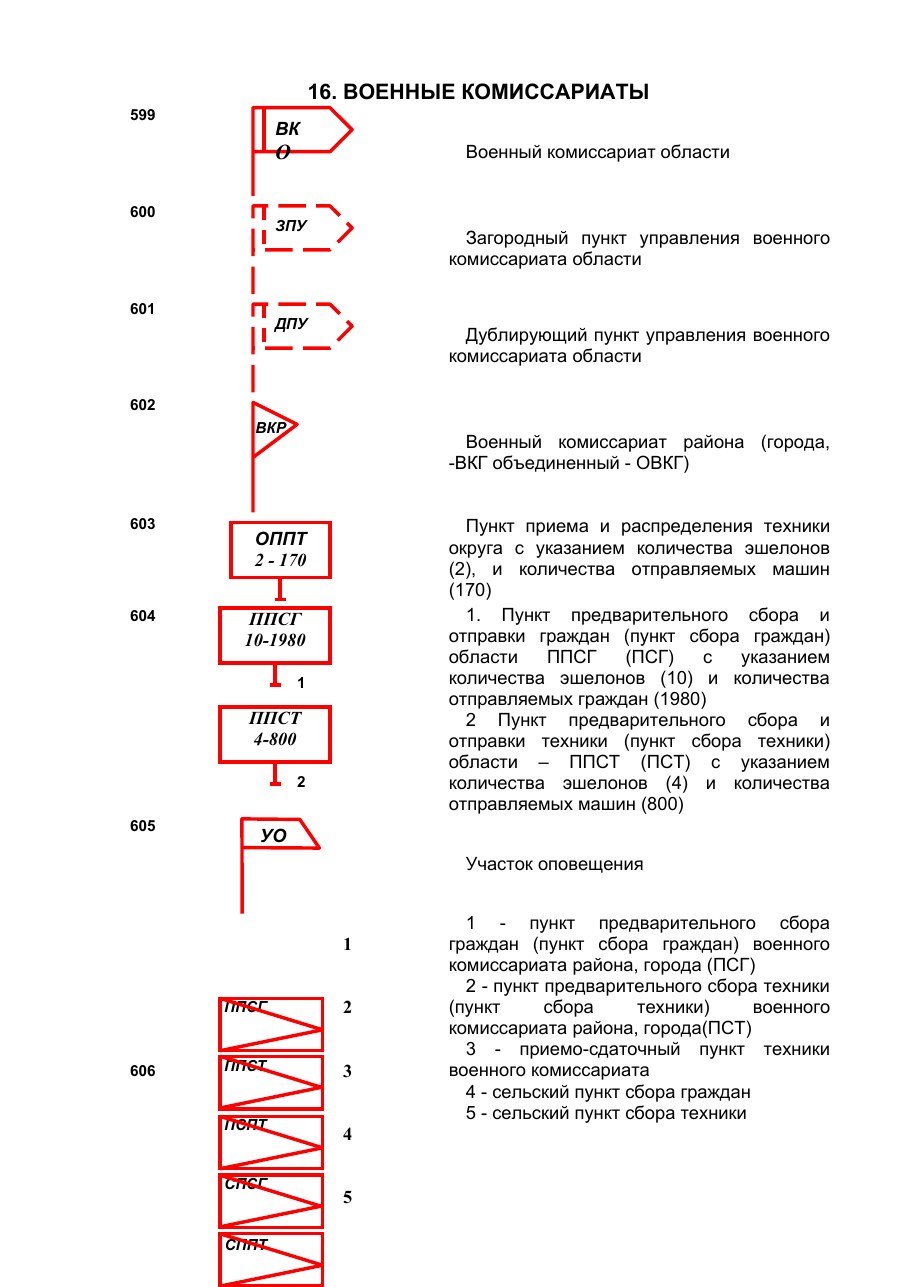 16. ВОЕННЫЕ КОМИССАРИАТЫ
599
ВК
О
Военный комиссариат области
600
ЗПУ
Загородный пункт управления военного
комиссариата области
601
ДПУ
Дублирующий пункт управления военного
комиссариата области
602
ВКР
Военный комиссариат района (города,
-ВКГ объединенный - ОВКГ)
603
ОППТ
2 - 170
Пункт приема и распределения техники
округа с указанием количества эшелонов
(2), и количества отправляемых машин
(170)
604
ППСГ
10-1980
1
ППСТ
4-800
2
1. Пункт предварительного сбора и
отправки граждан (пункт сбора граждан)
области ППСГ (ПСГ) с указанием
количества эшелонов (10) и количества
отправляемых граждан (1980)
2 Пункт предварительного сбора и
отправки техники (пункт сбора техники)
области – ППСТ (ПСТ) с указанием
количества эшелонов (4) и количества
отправляемых машин (800)
605
УО
Участок оповещения
606
1
2
3
4
5
ППСГ
ППСТ
ПСПТ
СПСГ
СППТ
1 - пункт предварительного сбора
граждан (пункт сбора граждан) военного
комиссариата района, города (ПСГ)
2 - пункт предварительного сбора техники
(пункт сбора техники) военного
комиссариата района, города(ПСТ)
3 - приемо-сдаточный пункт техники
военного комиссариата
4 - сельский пункт сбора граждан
5 - сельский пункт сбора техники